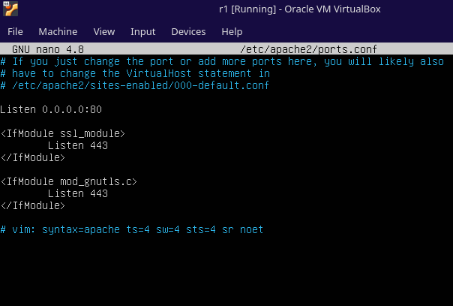 r1 [Running] - Oracle VM VirtualBox
File Machine View Input Devices Help
GNU nano 4.8 /etc/apache2/ports.conf
# If you just change the port or add more ports here, you will likely also
# have to change the VirtualHost statement in
# /etc/apache2/sites-enabled/000-default.conf
Listen 0.0.0.0:80
<IfModule ssl_module>
Listen 443
</IfModule>
<IfModule mod_gnutls.c>
Listen 443
</IfModule>
# vim: syntax=apache ts=4 sw=4 sts=4 sr noet